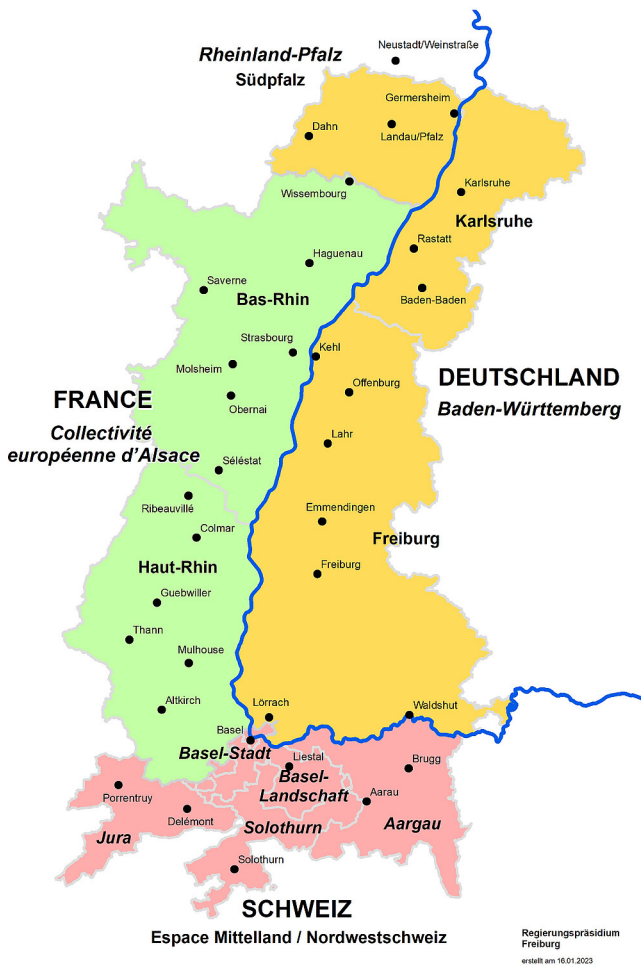 Neustadt/Weinstraße
Rheinland-Pfalz
Südpfalz
Germersheim
Dahn
Landau/Pfalz
Wissembourg
Karlsruhe
Karlsruhe
Rastatt
Haguenau
Saverne
Baden-Baden
Bas-Rhin
Strasbourg
Kehl
Molsheim
DEUTSCHLAND
Baden-Württemberg
Offenburg
FRANCE
Collectivité
européenne d'Alsace
Obernai
Lahr
Séléstat
Ribeauvillé
Emmendingen
Colmar
Freiburg
Haut-Rhin
Freiburg
Guebwiller
Thann
Mulhouse
Altkirch
Lörrach
Waldshut
Basel
Basel-Stadt
Liestal
Brugg
Basel-
Landschaft
Porrentruy
Aarau
Delémont
Jura
Solothurn
Aargau
Solothurn
SCHWEIZ
Espace Mittelland / Nordwestschweiz
Regierungspräsidium
Freiburg
erstellt am 16.01.2023